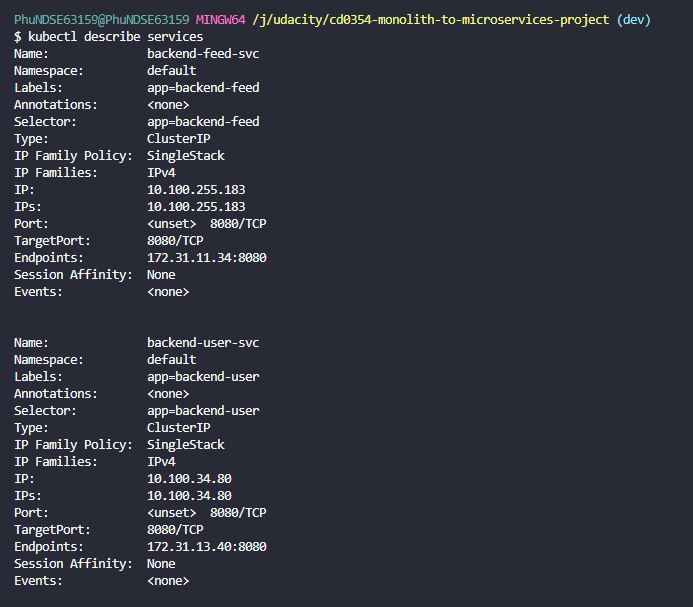 PhuNDSE63159@PhuNDSE63159 MINGW64 /j/udacity/cd0354-monolith-to-microservices-project (dev)
$ kubectl describe services
Name:              backend-feed-svc
Namespace:         default
Labels:            app=backend-feed
Annotations:       <none>
Selector:          app=backend-feed
Type:              ClusterIP
IP Family Policy:  SingleStack
IP Families:       IPv4
IP:                10.100.255.183
IPs:               10.100.255.183
Port:              <unset>  8080/TCP
TargetPort:        8080/TCP
Endpoints:         172.31.11.34:8080
Session Affinity:  None
Events:            <none>

Name:              backend-user-svc
Namespace:         default
Labels:            app=backend-user
Annotations:       <none>
Selector:          app=backend-user
Type:              ClusterIP
IP Family Policy:  SingleStack
IP Families:       IPv4
IP:                10.100.34.80
IPs:               10.100.34.80
Port:              <unset>  8080/TCP
TargetPort:        8080/TCP
Endpoints:         172.31.13.40:8080
Session Affinity:  None
Events:            <none>